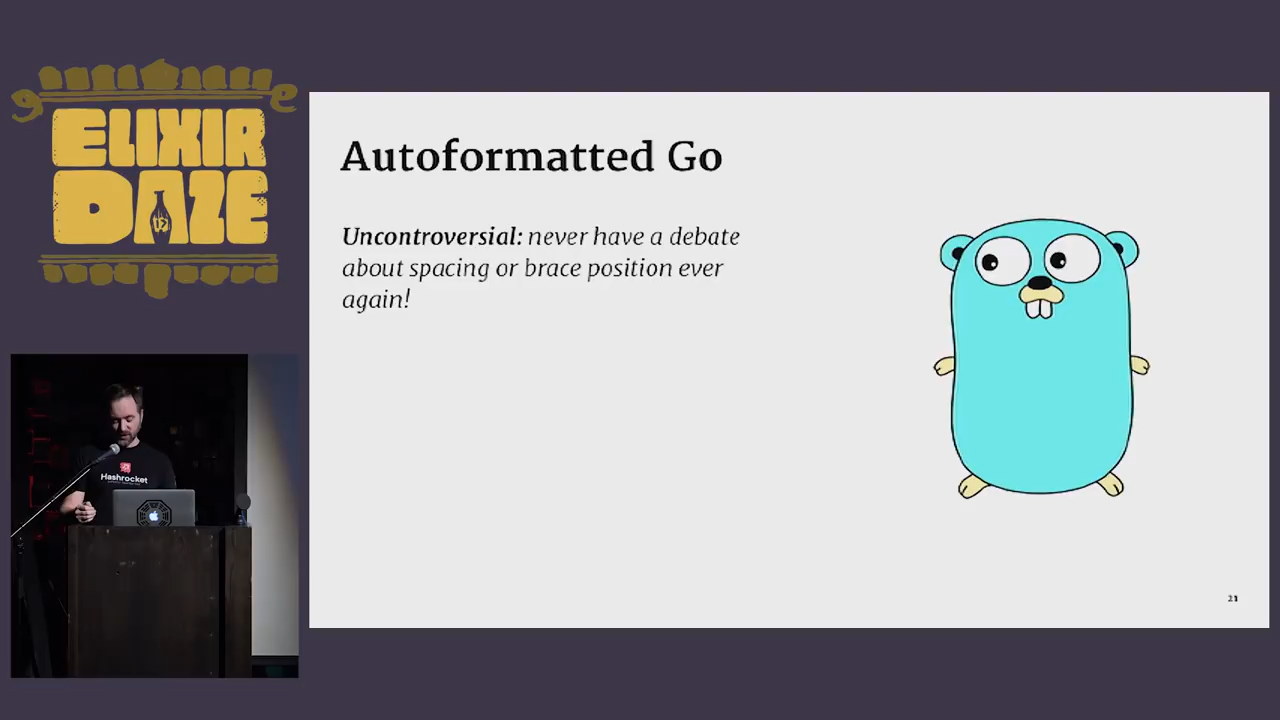 ELIXIR
DAZE
Autoformatted Go
Uncontroversial: never have a debate
about spacing or brace position ever
again!
Hashrocket
21